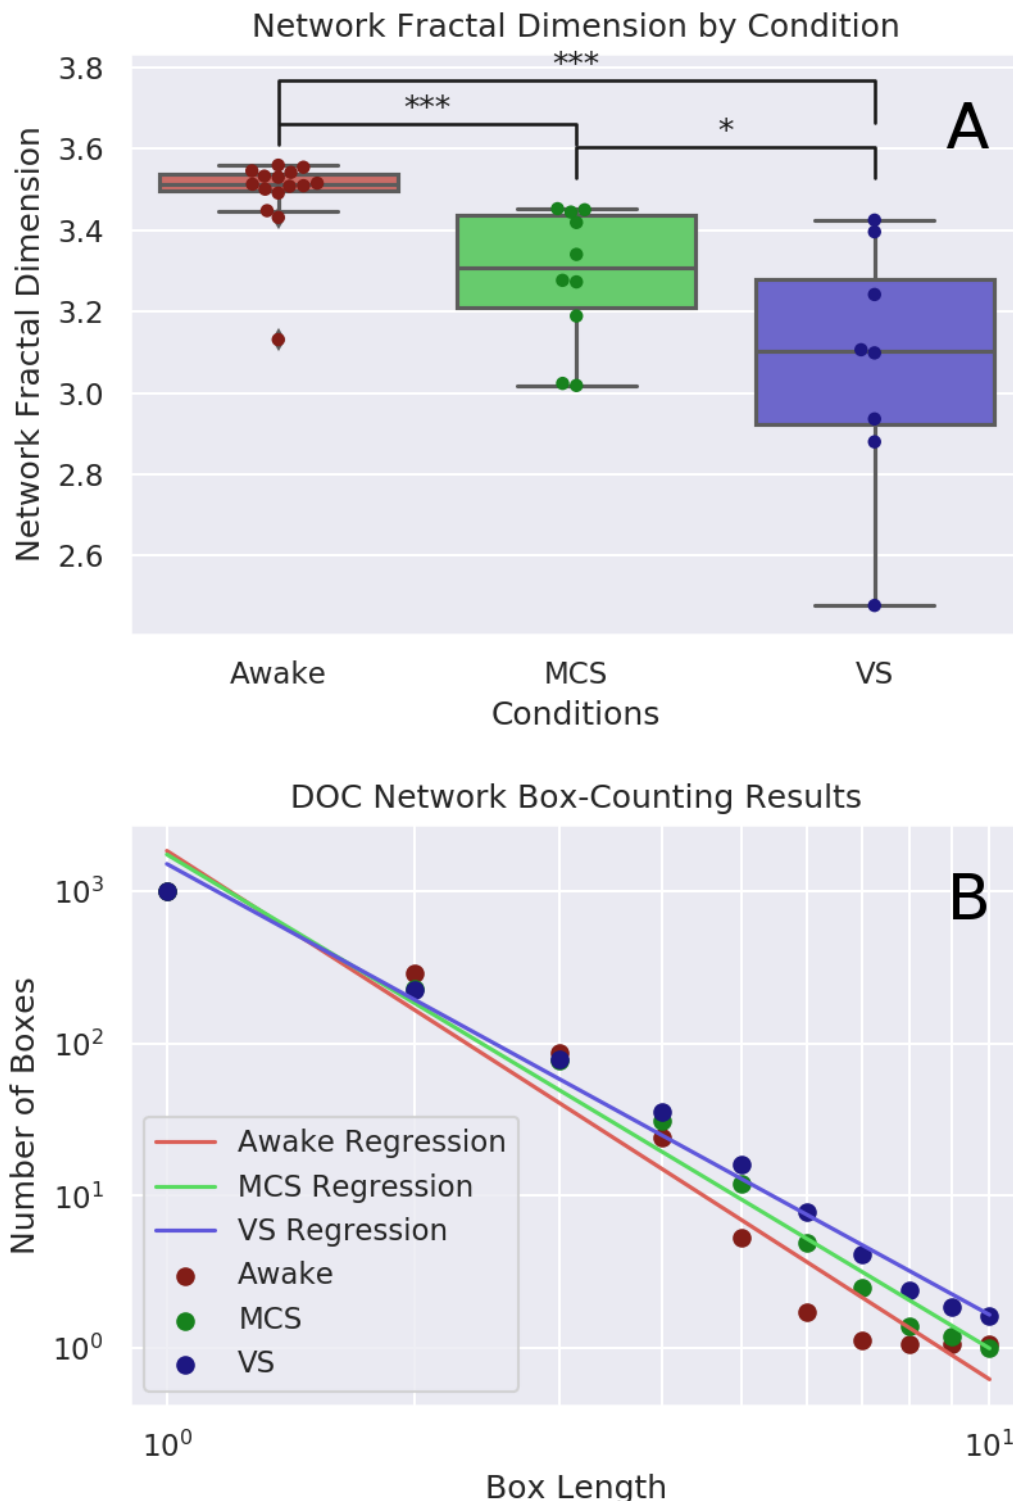 Network Fractal Dimension by Condition
***
***
*
A
Network Fractal Dimension
3.8
3.6
3.4
3.2
3.0
2.8
2.6
Awake
MCS
VS
Conditions
DOC Network Box-Counting Results
B
Number of Boxes
10³
10²
10¹
10⁰
Awake Regression
MCS Regression
VS Regression
Awake
MCS
VS
10⁰
10¹
Box Length